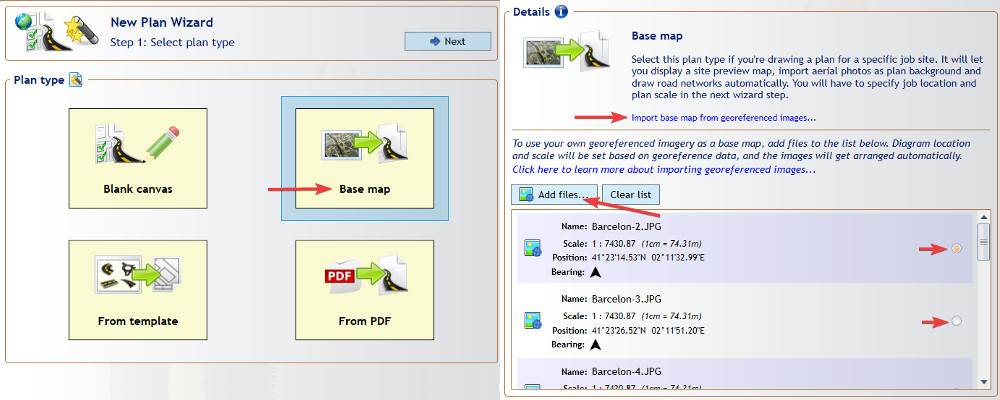 New Plan Wizard
Step 1: Select plan type
Next
Plan type
Blank canvas
Base map
From template
PDF
From PDF
Details
Base map
Select this plan type if you're drawing a plan for a specific job site. It will let
you display a site preview map, import aerial photos as plan background and
draw road networks automatically. You will have to specify job location and
plan scale in the next wizard step.
Import base map from georeferenced images...
To use your own georeferenced imagery as a base map, add files to the list below. Diagram location
and scale will be set based on georeference data, and the images will get arranged automatically.
Click here to learn more about importing georeferenced images...
Add files... Clear list
Name: Barcelon-2.JPG
Scale: 1 : 7430.87 (1cm = 74.31m)
Position: 41°23'14.53"N 02°11'32.99"E
Bearing:
Name: Barcelon-3.JPG
Scale: 1 : 7430.87 (1cm = 74.31m)
Position: 41°23'26.52"N 02°11'51.20"E
Bearing:
Name: Barcelon-4.JPG
Scale: 1 : 7430.87 (1cm = 74.31m)